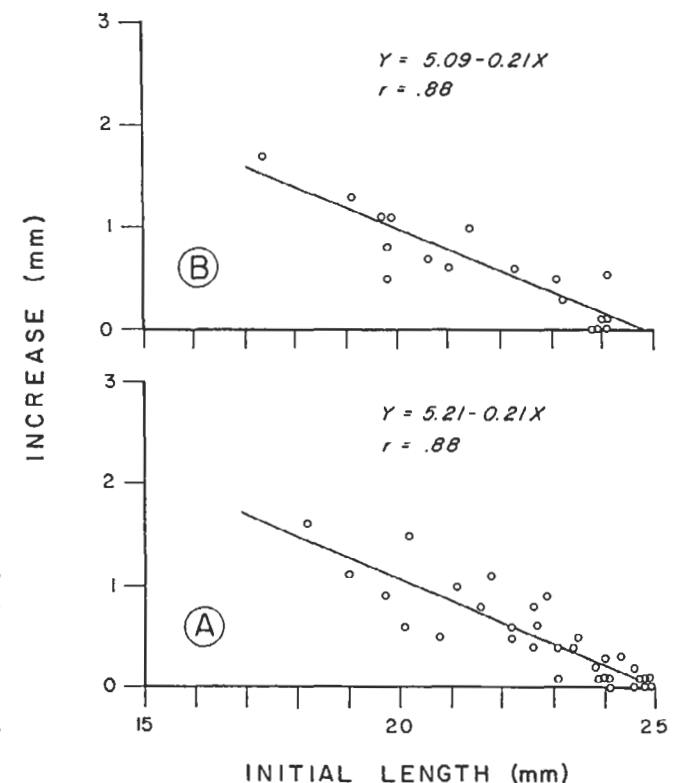 3
Y = 5.09-0.21X
r = .88
2
1
B
0
INCREASE (mm)
3
Y = 5.21-0.21X
r = .88
2
1
A
0
15 20 25
INITIAL LENGTH (mm)